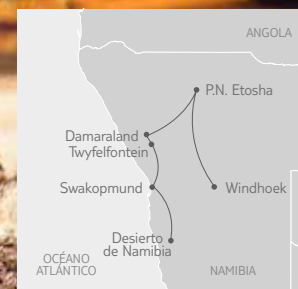 ANGOLA
P.N. Etosha
Damaraland
Twyfelfontein
Swakopmund
Windhoek
Desierto
de Namibia
OCÉANO
ATLÁNTICO
NAMIBIA